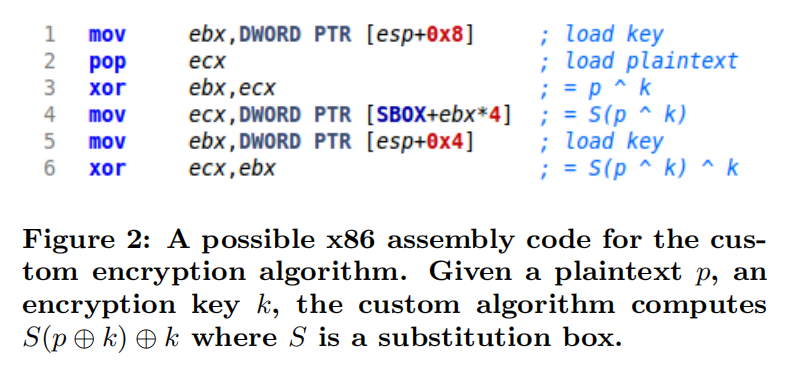 1 mov ebx,DWORD PTR [esp+0x8] ; load key
2 pop ecx ; load plaintext
3 xor ebx,ecx ; = p ^ k
4 mov ecx,DWORD PTR [SBOX+ebx*4] ; = S(p ^ k)
5 mov ebx,DWORD PTR [esp+0x4] ; load key
6 xor ecx,ebx ; = S(p ^ k) ^ k
Figure 2: A possible x86 assembly code for the cus-
tom encryption algorithm. Given a plaintext p, an
encryption key k, the custom algorithm computes
S(p ⊕ k) ⊕ k where S is a substitution box.